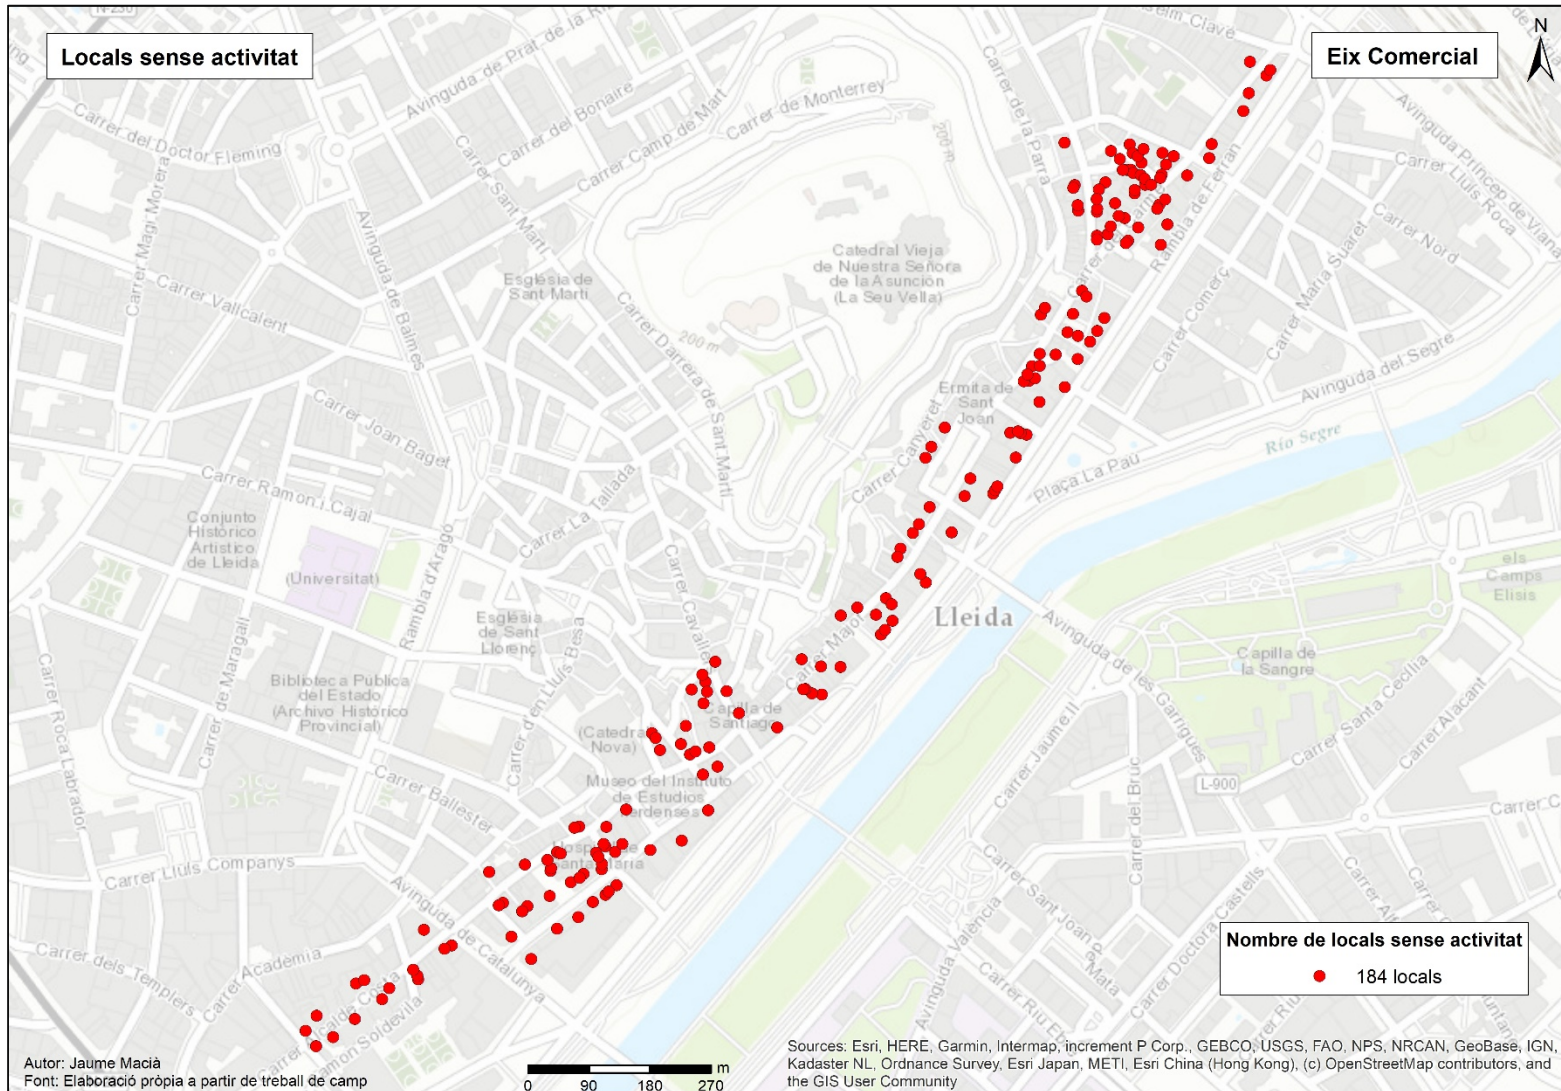 Locals sense activitat
Eix Comercial
N
N-230
Avinguda de Prat de la
Carrer del Bonaire
Carrer Camp de Mart
Carrer de Monterrey
Carrer de la Parra
Clavé
Carrer del Doctor Fleming
Carrer Magí Morera
Carrer Sant Martí
200 m
Avinguda Príncep de Viana
Carrer Lluís Roca
Carrer Nord
Carrer Maria Sauret
Rambla de Ferran
Carrer Comerç
Carrer Vallcalent
Avinguda de Balmes
Església de
Sant Martí
Catedral Vieja
de Nuestra Señora
de la Asunción
(La Seu Vella)
Carrer Darrera de Sant Martí
200 m
Avinguda del Segre
Río Segre
Ermita de
Sant
Joan
Carrer Canyeret
Plaça La Pau
Carrer Joan Baget
Carrer Ramon I Cajal
Carrer La Tallada
Conjunto
Histórico
Artístico
de Lleida
(Universitat)
Rambla d'Aragó
Carrer Cavallers
Església
de Sant
Llorenç
Carrer d'en Lluís Besa
Carrer Major
Lleida
els
Camps
Elisis
Avinguda de les Garrigues
Capilla de
la Sangre
Carrer Santa Cecília
Carrer Alacant
Carrer de Maragall
Carrer Roca Labrador
Biblioteca Pública
del Estado
(Archivo Histórico
Provincial)
(Catedral
Nova)
Capilla de
Santiago
Museo del Instituto
de Estudios
Carrer Jaume II
Carrer del Bruc
L-900
Carrer Ballester
Carrer Lluís Companys
Avinguda de Catalunya
Carrer Acadèmia
Carrer dels Templers
Carrer Alcalde Costa
Ramon Soldevila
Avinguda València
Carrer Sant Joan de Mata
Carrer Doctora Castells
Carrer Riu
Nombre de locals sense activitat
184 locals
Autor: Jaume Macià
Font: Elaboració pròpia a partir de treball de camp
m
0 90 180 270
Sources: Esri, HERE, Garmin, Intermap, increment P Corp., GEBCO, USGS, FAO, NPS, NRCAN, GeoBase, IGN,
Kadaster NL, Ordnance Survey, Esri Japan, METI, Esri China (Hong Kong), (c) OpenStreetMap contributors, and
the GIS User Community